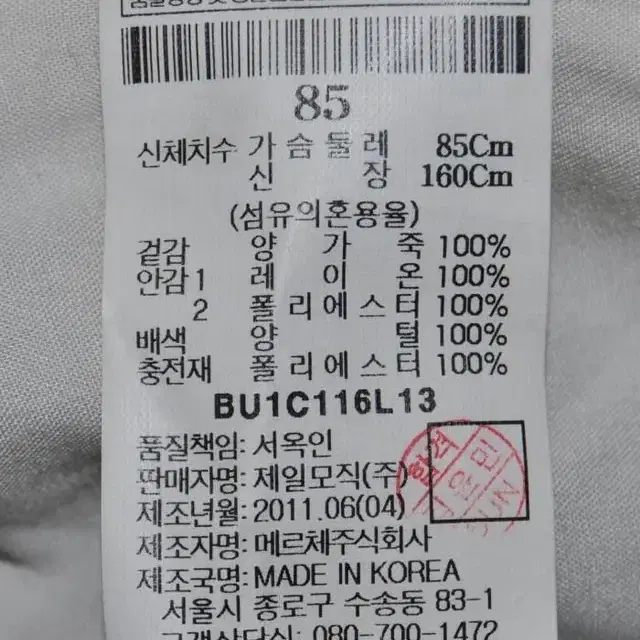 85
신체치수 가슴둘레 85Cm
신장 160Cm
(섬유의혼용율)
겉감 양가죽 100%
안감1 레이온 100%
2 폴리에스터 100%
배색 양털 100%
충전재 폴리에스터 100%
BU1C116L13
품질책임: 서옥인
판매자명: 제일모직(주)
제조년월: 2011.06(04)
제조자명: 메르체주식회사
제조국명: MADE IN KOREA
서울시 종로구 수송동 83-1
고객상담실: 080-700-1472